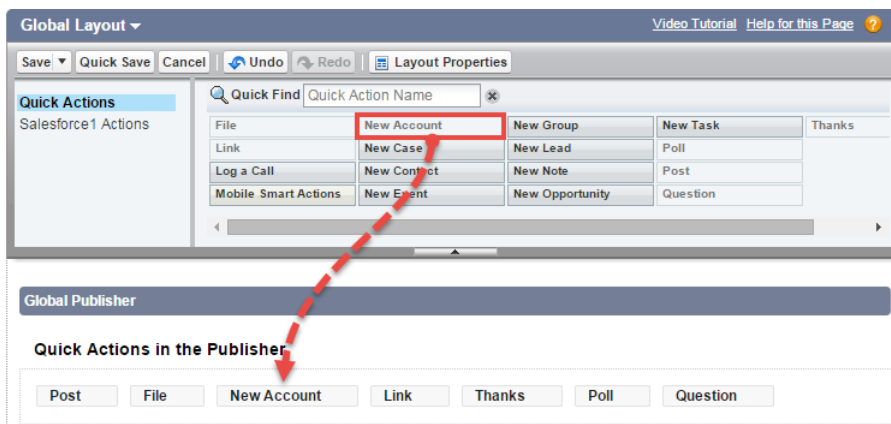 Global Layout Video Tutorial Help for this Page ?
Save Quick Save Cancel Undo Redo Layout Properties
Quick Actions
Salesforce1 Actions
Quick Find Quick Action Name
File New Account New Group New Task Thanks
Link New Case New Lead Poll
Log a Call New Contact New Note Post
Mobile Smart Actions New Event New Opportunity Question
Global Publisher
Quick Actions in the Publisher
Post File New Account Link Thanks Poll Question